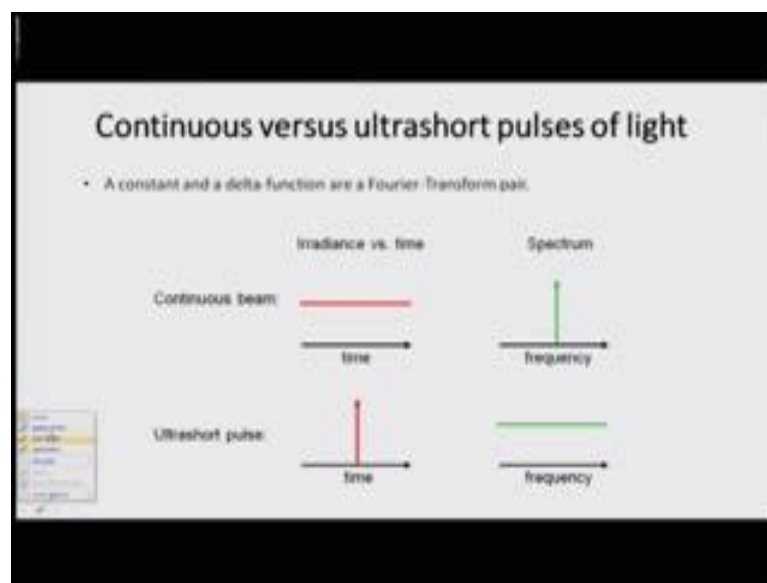 Continuous versus ultrashort pulses of light
• A constant and a delta-function are a Fourier-Transform pair.
Irradiance vs. time Spectrum
Continuous beam:
time frequency
Ultrashort pulse:
time frequency